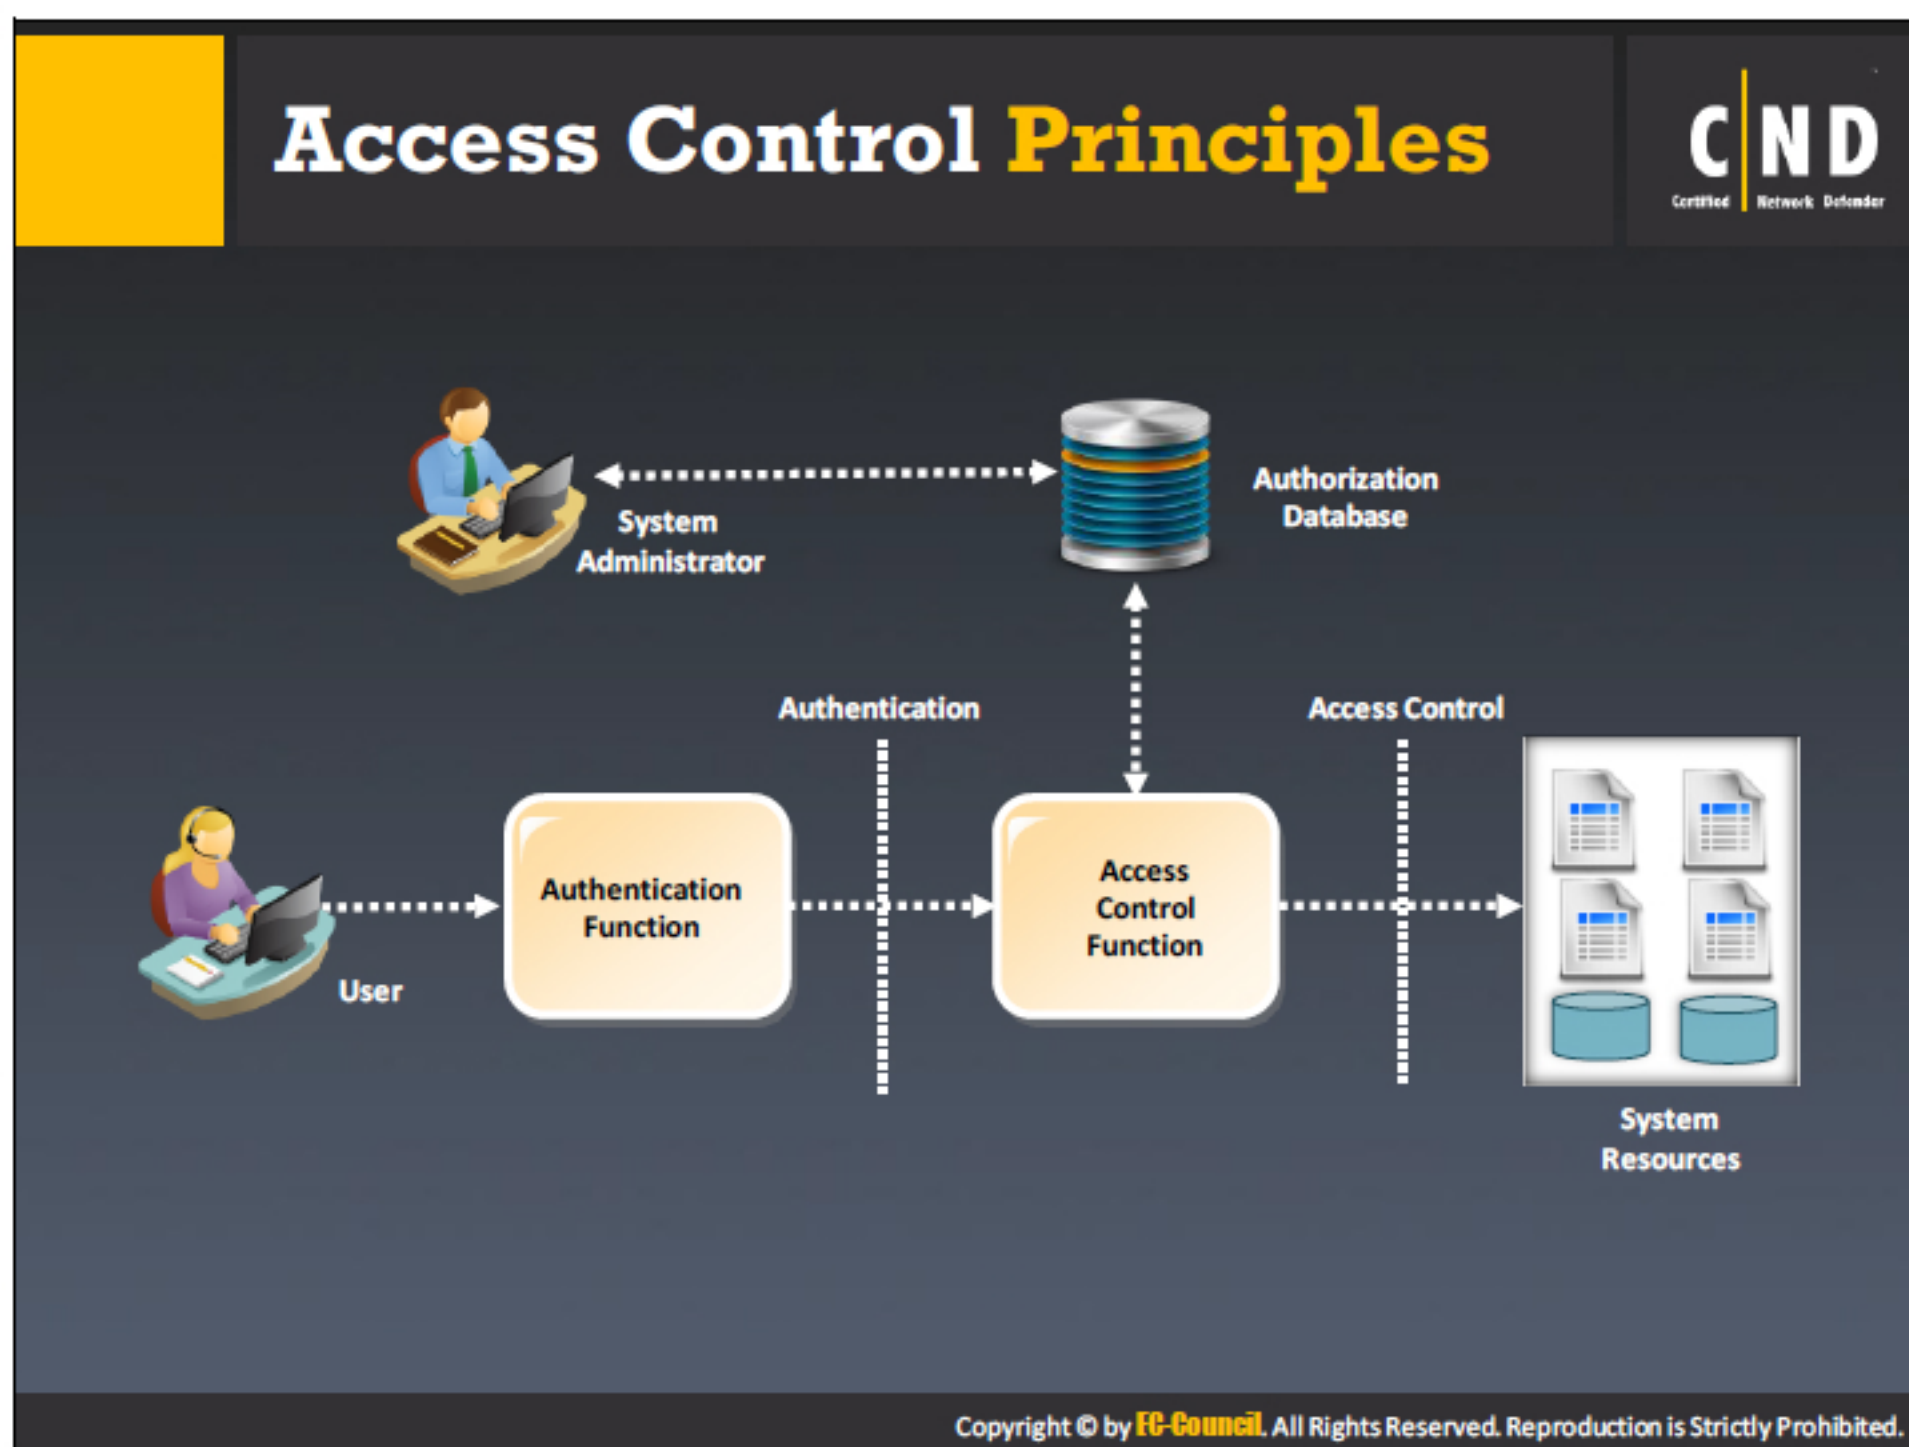 Access Control Principles
C|ND
Certified Network Defender
System
Administrator
Authorization
Database
Authentication
Access Control
Authentication
Function
Access
Control
Function
User
System
Resources
Copyright © by EC-Council. All Rights Reserved. Reproduction is Strictly Prohibited.